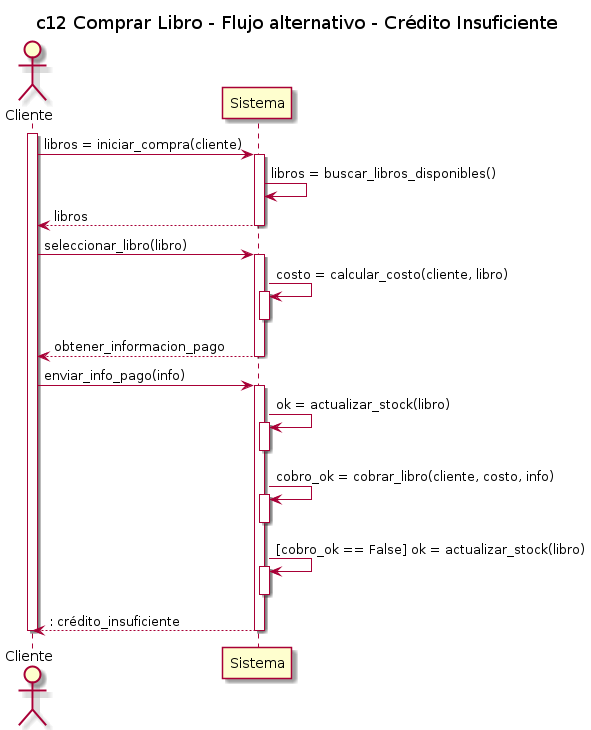 c12 Comprar Libro - Flujo alternativo - Crédito Insuficiente
Cliente
Sistema
libros = iniciar_compra(cliente)
libros = buscar_libros_disponibles()
libros
seleccionar_libro(libro)
costo = calcular_costo(cliente, libro)
obtener_informacion_pago
enviar_info_pago(info)
ok = actualizar_stock(libro)
cobro_ok = cobrar_libro(cliente, costo, info)
[cobro_ok == False] ok = actualizar_stock(libro)
: crédito_insuficiente
Cliente
Sistema